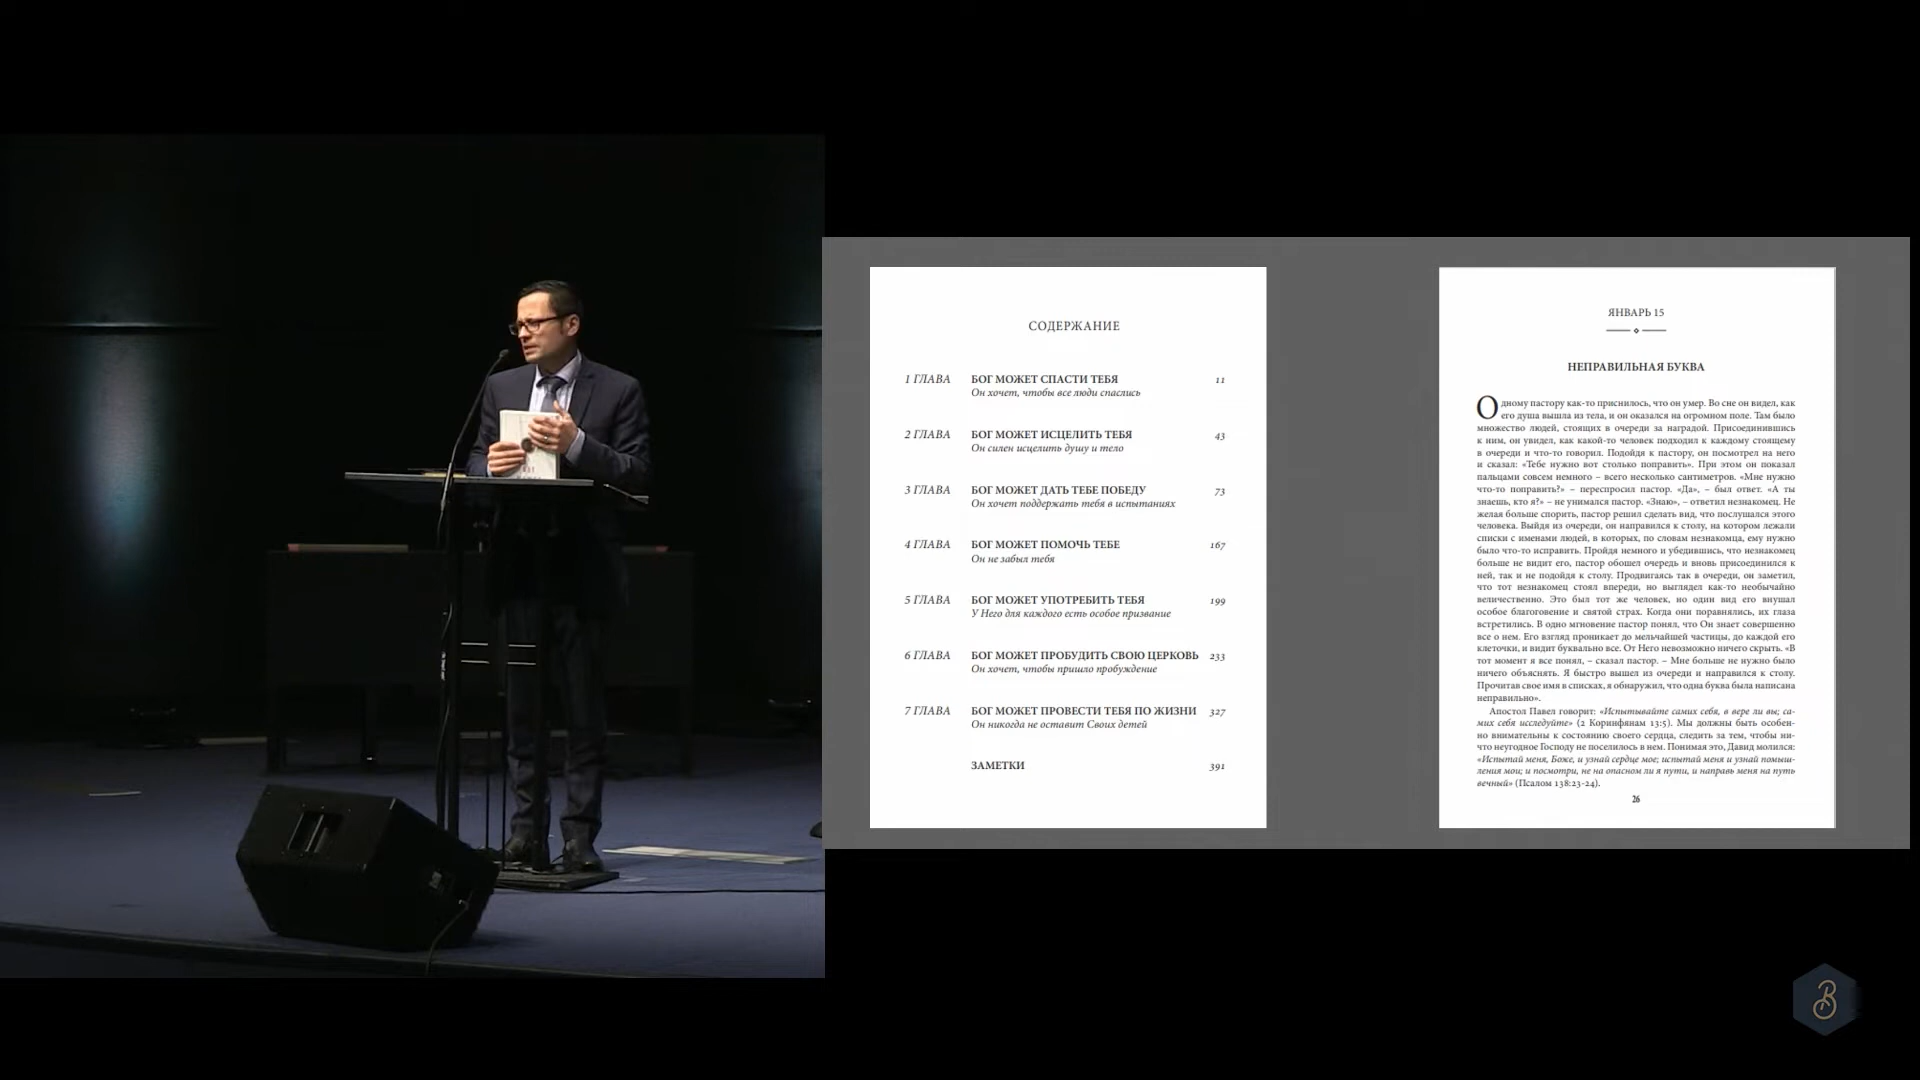 СОДЕРЖАНИЕ
1 ГЛАВА БОГ МОЖЕТ СПАСТИ ТЕБЯ 11
Он хочет, чтобы все люди спаслись
2 ГЛАВА БОГ МОЖЕТ ИСЦЕЛИТЬ ТЕБЯ 43
Он силен исцелить душу и тело
3 ГЛАВА БОГ МОЖЕТ ДАТЬ ТЕБЕ ПОБЕДУ 73
Он хочет поддержать тебя в испытаниях
4 ГЛАВА БОГ МОЖЕТ ПОМОЧЬ ТЕБЕ 167
Он не забыл тебя
5 ГЛАВА БОГ МОЖЕТ УПОТРЕБИТЬ ТЕБЯ 199
У Него для каждого есть особое призвание
6 ГЛАВА БОГ МОЖЕТ ПРОБУДИТЬ СВОЮ ЦЕРКОВЬ 233
Он хочет, чтобы пришло пробуждение
7 ГЛАВА БОГ МОЖЕТ ПРОВЕСТИ ТЕБЯ ПО ЖИЗНИ 327
Он никогда не оставит Своих детей
ЗАМЕТКИ 391
ЯНВАРЬ 15
НЕПРАВИЛЬНАЯ БУКВА
Одному пастору как-то приснилось, что он умер. Во сне он видел, как
его душа вышла из тела, и он оказался на огромном поле. Там было
множество людей, стоящих в очереди за наградой. Присоединившись
к ним, он увидел, как какой-то человек подходил к каждому стоящему
в очереди и что-то говорил. Подойдя к пастору, он посмотрел на него
и сказал: «Тебе нужно вот столько поправить». При этом он показал
пальцами совсем немного – всего несколько сантиметров. «Мне нужно
что-то поправить?» – переспросил пастор. «Да», – был ответ. «А ты
знаешь, кто я?» – не унимался пастор. «Знаю», – ответил незнакомец. Не
желая больше спорить, пастор решил сделать вид, что послушался этого
человека. Выйдя из очереди, он направился к столу, на котором лежали
списки с именами людей, в которых, по словам незнакомца, ему нужно
было что-то исправить. Пройдя немного и убедившись, что незнакомец
больше не видит его, пастор обошел очередь и вновь присоединился к
ней, так и не подойдя к столу. Продвигаясь так в очереди, он заметил,
что тот незнакомец стоял впереди, но выглядел как-то необычайно
величественно. Это был тот же человек, но один вид его внушал
особое благоговение и святой страх. Когда они поравнялись, их глаза
встретились. В одно мгновение пастор понял, что Он знает совершенно
все о нем. Его взгляд проникает до мельчайшей частицы, до каждой его
клеточки, и видит буквально все. От Него невозможно ничего скрыть. «В
тот момент я все понял, – сказал пастор. – Мне больше не нужно было
ничего объяснять. Я быстро вышел из очереди и направился к столу.
Прочитав свое имя в списках, я обнаружил, что одна буква была написана
неправильно».
Апостол Павел говорит: «Испытывайте самих себя, в вере ли вы; са-
мих себя исследуйте» (2 Коринфянам 13:5). Мы должны быть особен-
но внимательны к состоянию своего сердца, следить за тем, чтобы ни-
что неугодное Господу не поселилось в нем. Понимая это, Давид молился:
«Испытай меня, Боже, и узнай сердце мое; испытай меня и узнай помыш-
ления мои; и посмотри, не на опасном ли я пути, и направь меня на путь
вечный» (Псалом 138:23-24).
26
В